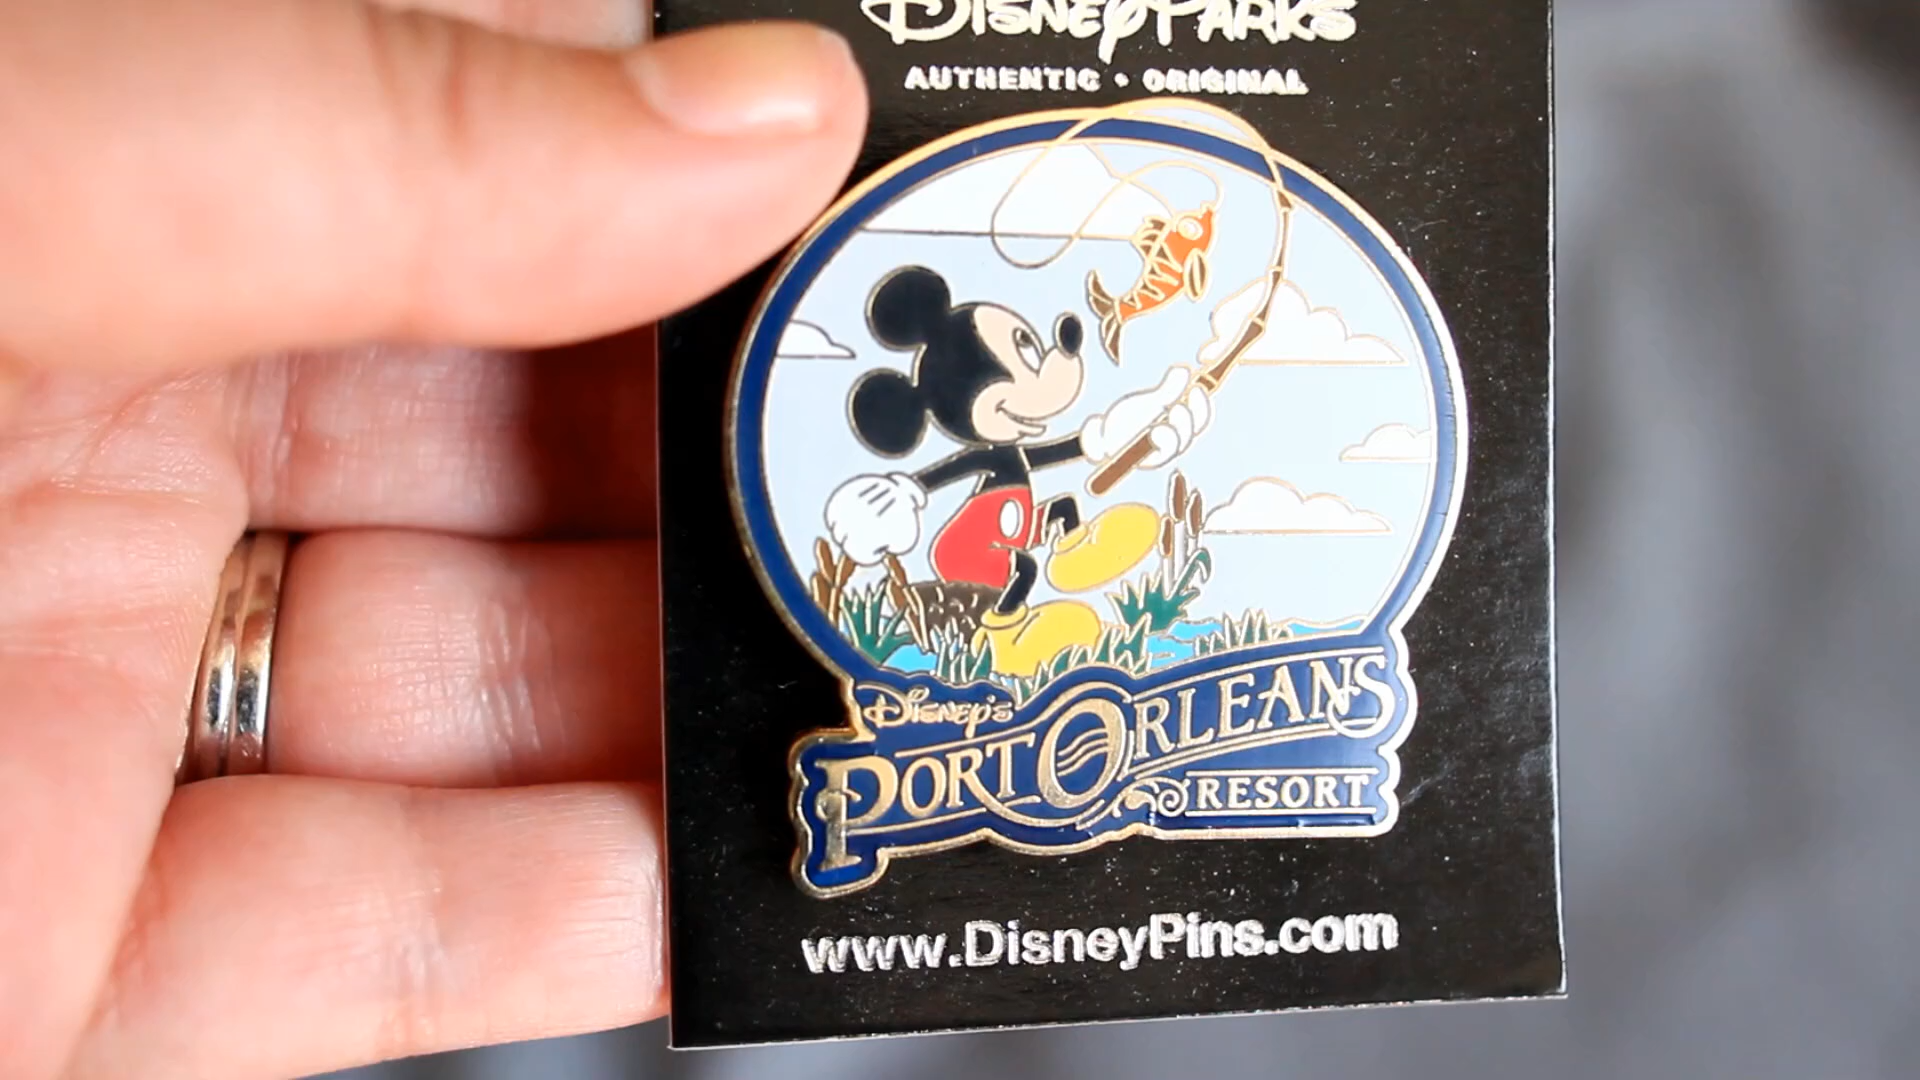 Disney Parks
AUTHENTIC • ORIGINAL
Disney's
PORT ORLEANS
RESORT
www.DisneyPins.com